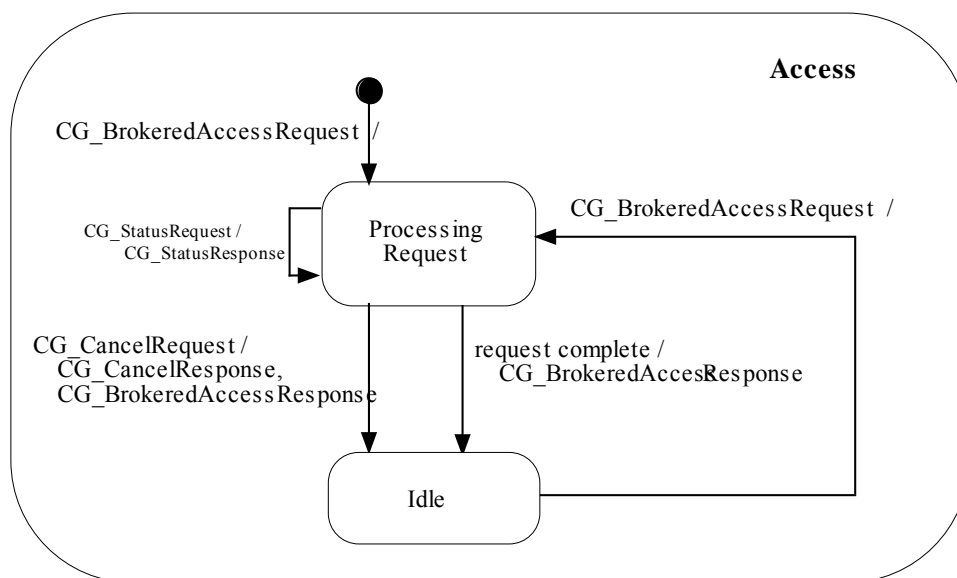 Access
CG_BrokeredAccessRequest /
CG_BrokeredAccessRequest /
Processing
Request
CG_StatusRequest /
CG_StatusResponse
CG_CancelRequest /
CG_CancelResponse,
CG_BrokeredAccessResponse
request complete /
CG_BrokeredAccessResponse
Idle